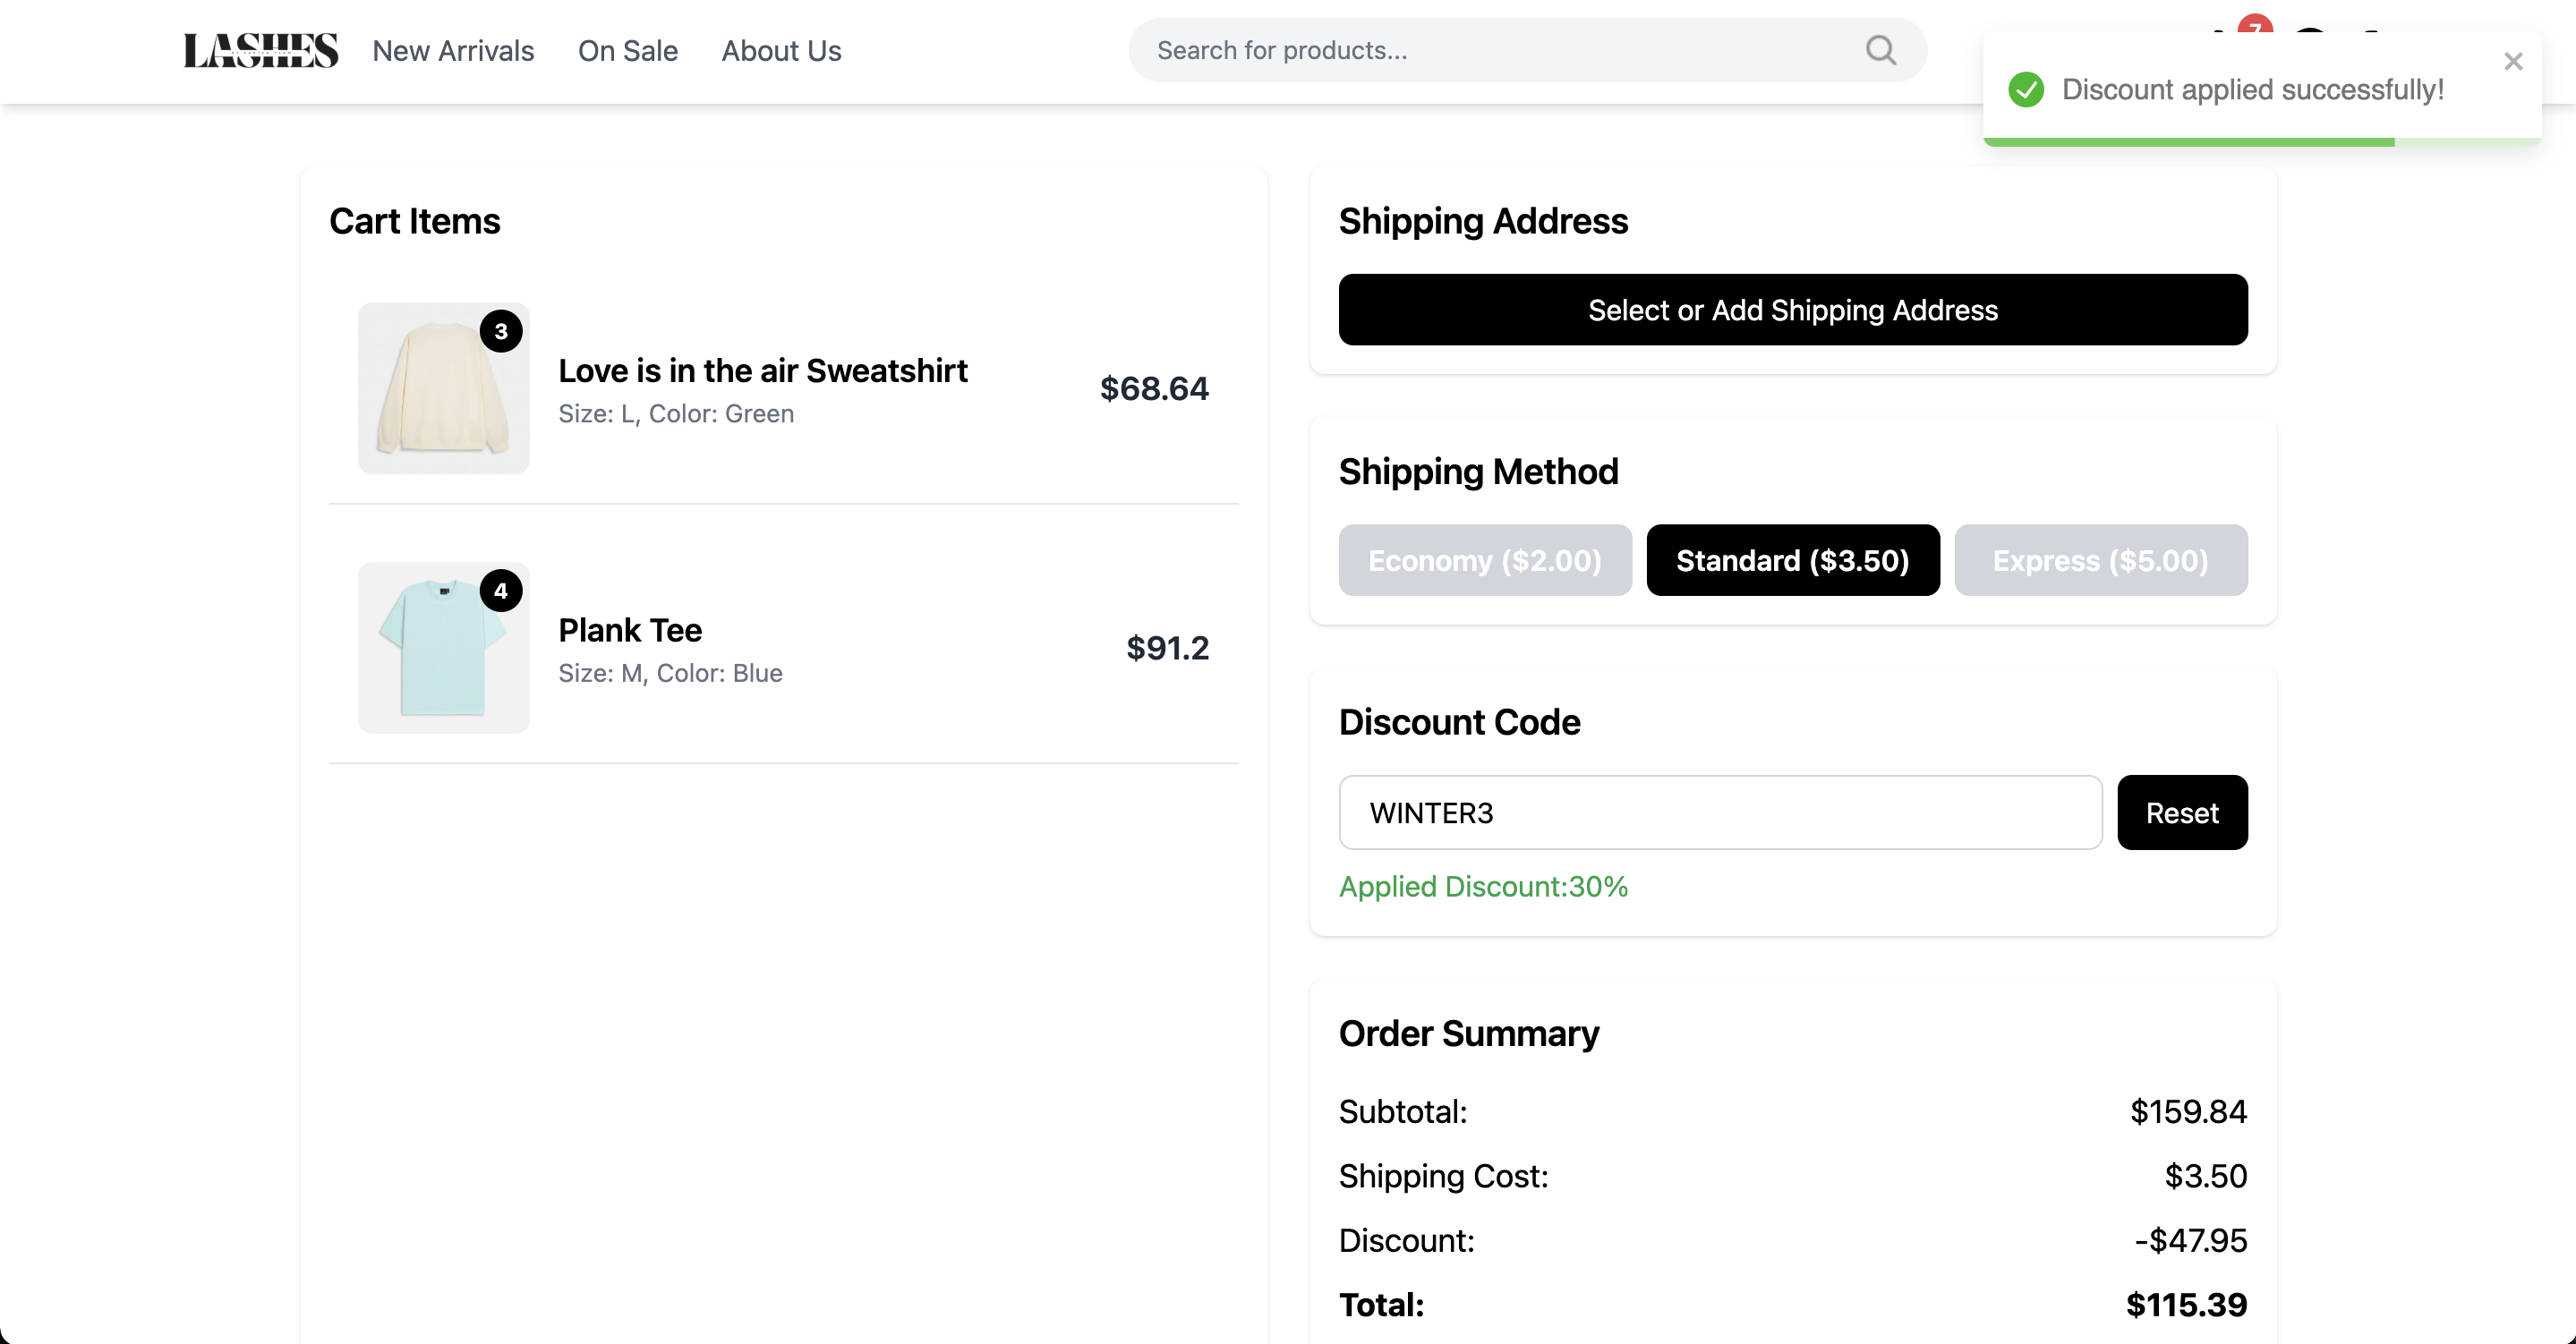 LASHES
New Arrivals
On Sale
About Us
Search for products...
7
Discount applied successfully!
Cart Items
3
Love is in the air Sweatshirt
Size: L, Color: Green
$68.64
4
Plank Tee
Size: M, Color: Blue
$91.2
Shipping Address
Select or Add Shipping Address
Shipping Method
Economy ($2.00)
Standard ($3.50)
Express ($5.00)
Discount Code
WINTER3
Reset
Applied Discount:30%
Order Summary
Subtotal: $159.84
Shipping Cost: $3.50
Discount: -$47.95
Total: $115.39